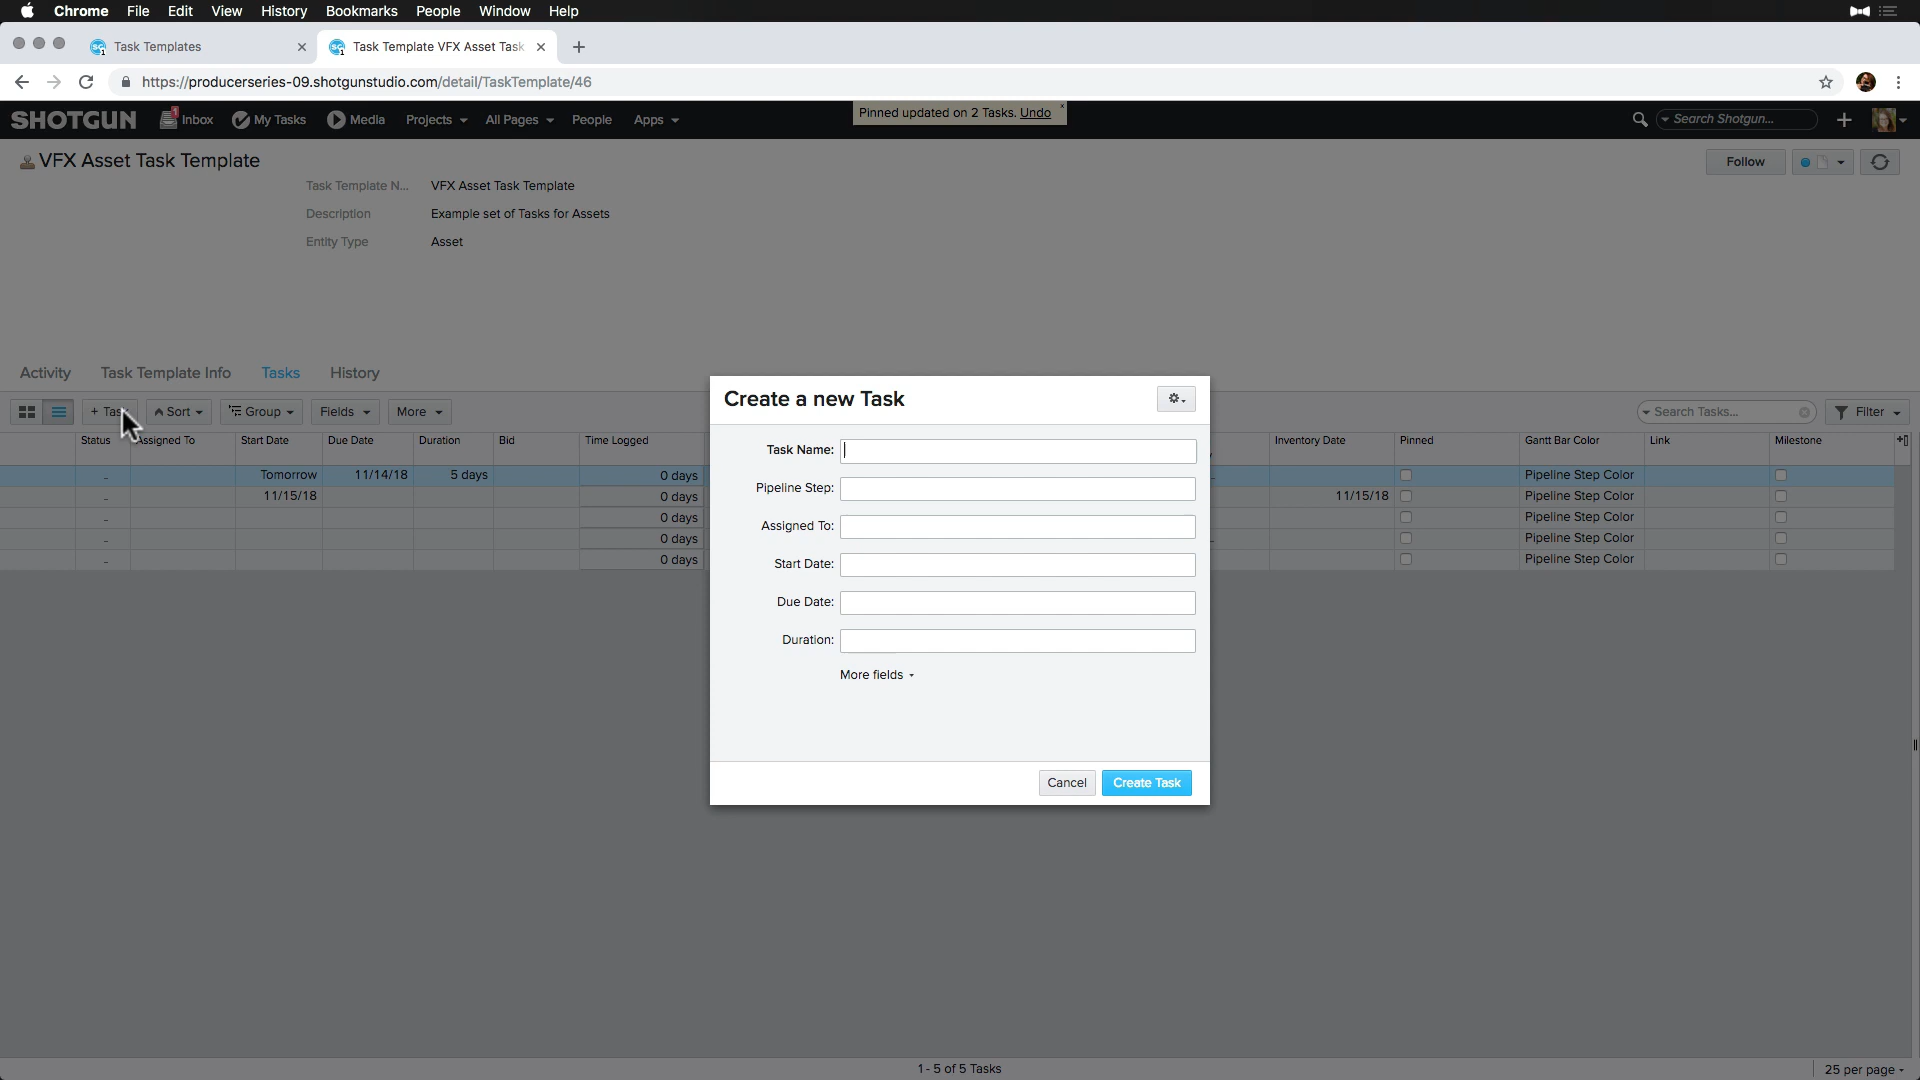 Chrome File Edit View History Bookmarks People Window Help
Task Templates
Task Template VFX Asset Task
https://producerseries-09.shotgunstudio.com/detail/TaskTemplate/46
SHOTGUN 1 Inbox My Tasks Media Projects All Pages People Apps
Pinned updated on 2 Tasks. Undo
Search Shotgun...
VFX Asset Task Template
Follow
Task Template N... VFX Asset Task Template
Description Example set of Tasks for Assets
Entity Type Asset
Activity Task Template Info Tasks History
+ Sort Group Fields More Search Tasks... Filter
Status Assigned To Start Date Due Date Duration Bid Time Logged Inventory Date Pinned Gantt Bar Color Link Milestone
Tomorrow 11/14/18 5 days 0 days Pipeline Step Color
11/15/18 0 days 11/15/18 Pipeline Step Color
0 days Pipeline Step Color
0 days Pipeline Step Color
0 days Pipeline Step Color
Create a new Task
Task Name:
Pipeline Step:
Assigned To:
Start Date:
Due Date:
Duration:
More fields
Cancel Create Task
1 - 5 of 5 Tasks
25 per page